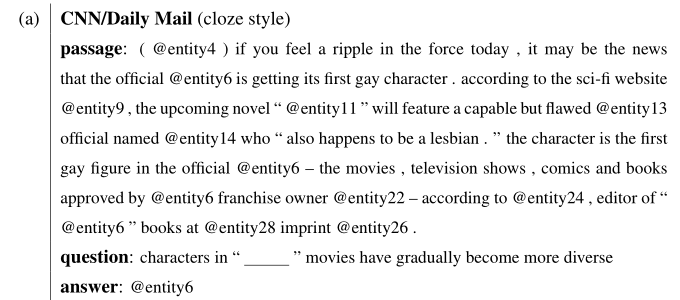 (a) CNN/Daily Mail (cloze style)
passage: ( @entity4 ) if you feel a ripple in the force today , it may be the news
that the official @entity6 is getting its first gay character . according to the sci-fi website
@entity9 , the upcoming novel “ @entity11 ” will feature a capable but flawed @entity13
official named @entity14 who “ also happens to be a lesbian . ” the character is the first
gay figure in the official @entity6 – the movies , television shows , comics and books
approved by @entity6 franchise owner @entity22 – according to @entity24 , editor of “
@entity6 ” books at @entity28 imprint @entity26 .
question: characters in “ _____ ” movies have gradually become more diverse
answer: @entity6